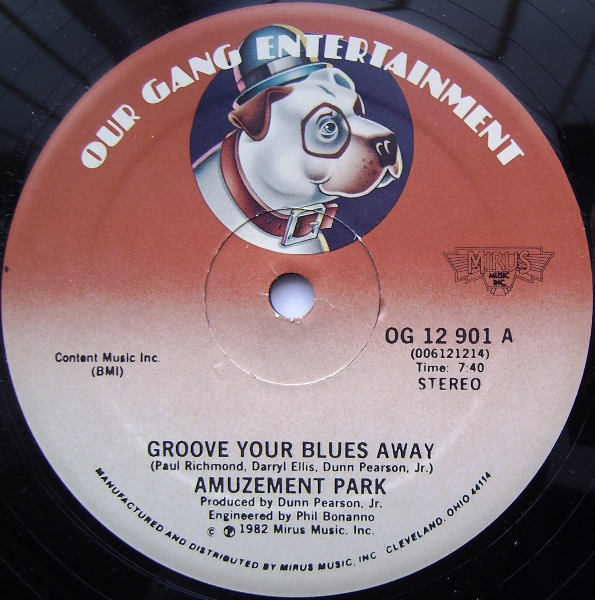 OUR GANG ENTERTAINMENT
G
MIRUS
MUSIC
INC.
OG 12 901 A
(006121214)
Time: 7:40
STEREO
Content Music Inc.
(BMI)
GROOVE YOUR BLUES AWAY
(Paul Richmond, Darryl Ellis, Dunn Pearson, Jr.)
AMUZEMENT PARK
Produced by Dunn Pearson, Jr.
Engineered by Phil Bonanno
© ℗ 1982 Mirus Music, Inc.
MANUFACTURED AND DISTRIBUTED BY MIRUS MUSIC, INC CLEVELAND, OHIO 44114